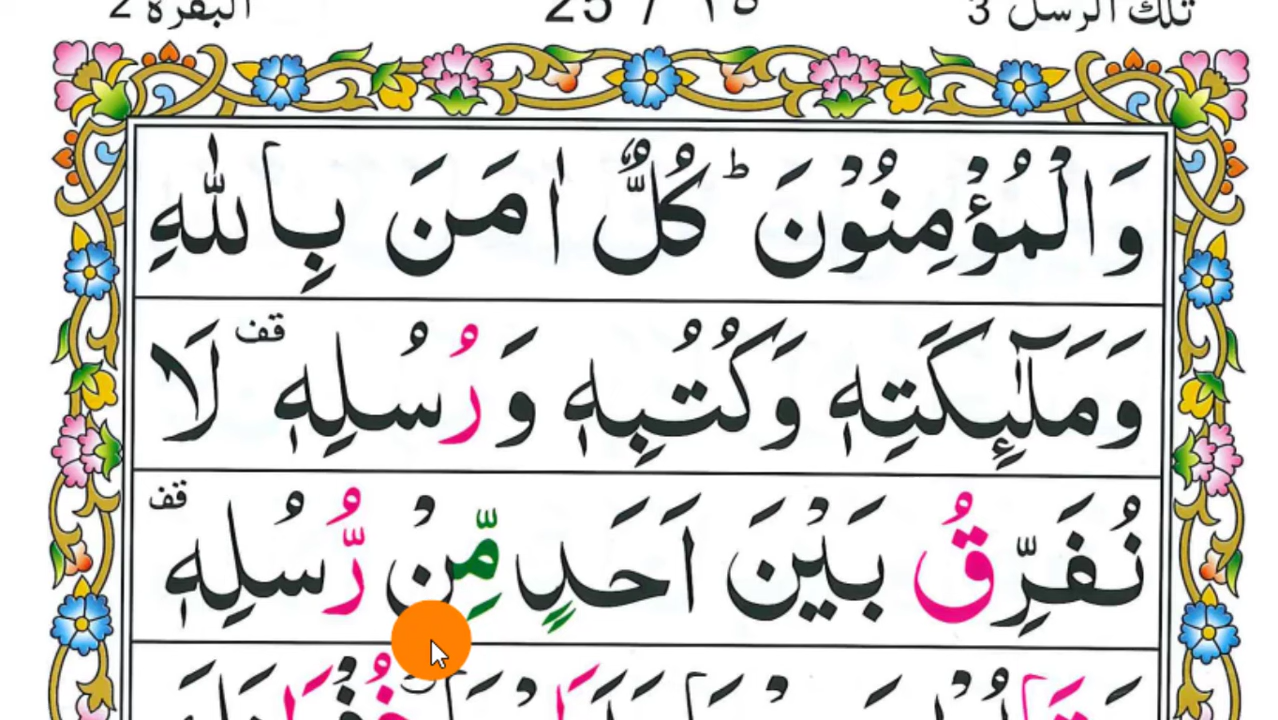 تلك الرسل 3
25 / ٢٥
البقرة 2
وَالْمُؤْمِنُوْنَ ؕ كُلٌّ اٰمَنَ بِاللّٰهِ
وَمَلٰٓئِكَتِهٖ وَكُتُبِهٖ وَرُسُلِهٖ قف لَا
نُفَرِّقُ بَيْنَ اَحَدٍ مِّنْ رُّسُلِهٖ قف